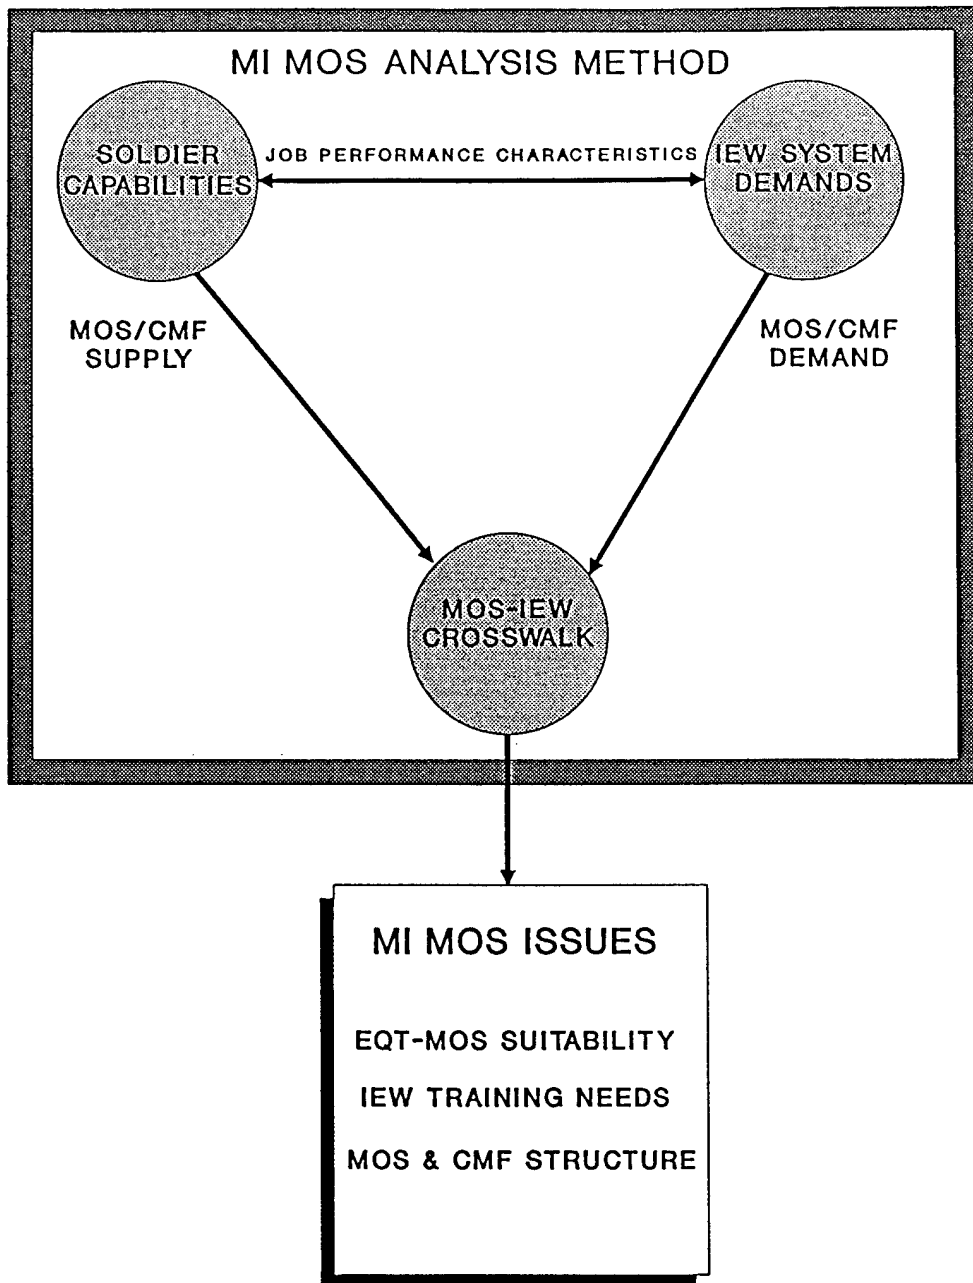 MI MOS ANALYSIS METHOD
SOLDIER
CAPABILITIES
JOB PERFORMANCE CHARACTERISTICS
IEW SYSTEM
DEMANDS
MOS/CMF
SUPPLY
MOS/CMF
DEMAND
MOS-IEW
CROSSWALK
MI MOS ISSUES
EQT-MOS SUITABILITY
IEW TRAINING NEEDS
MOS & CMF STRUCTURE